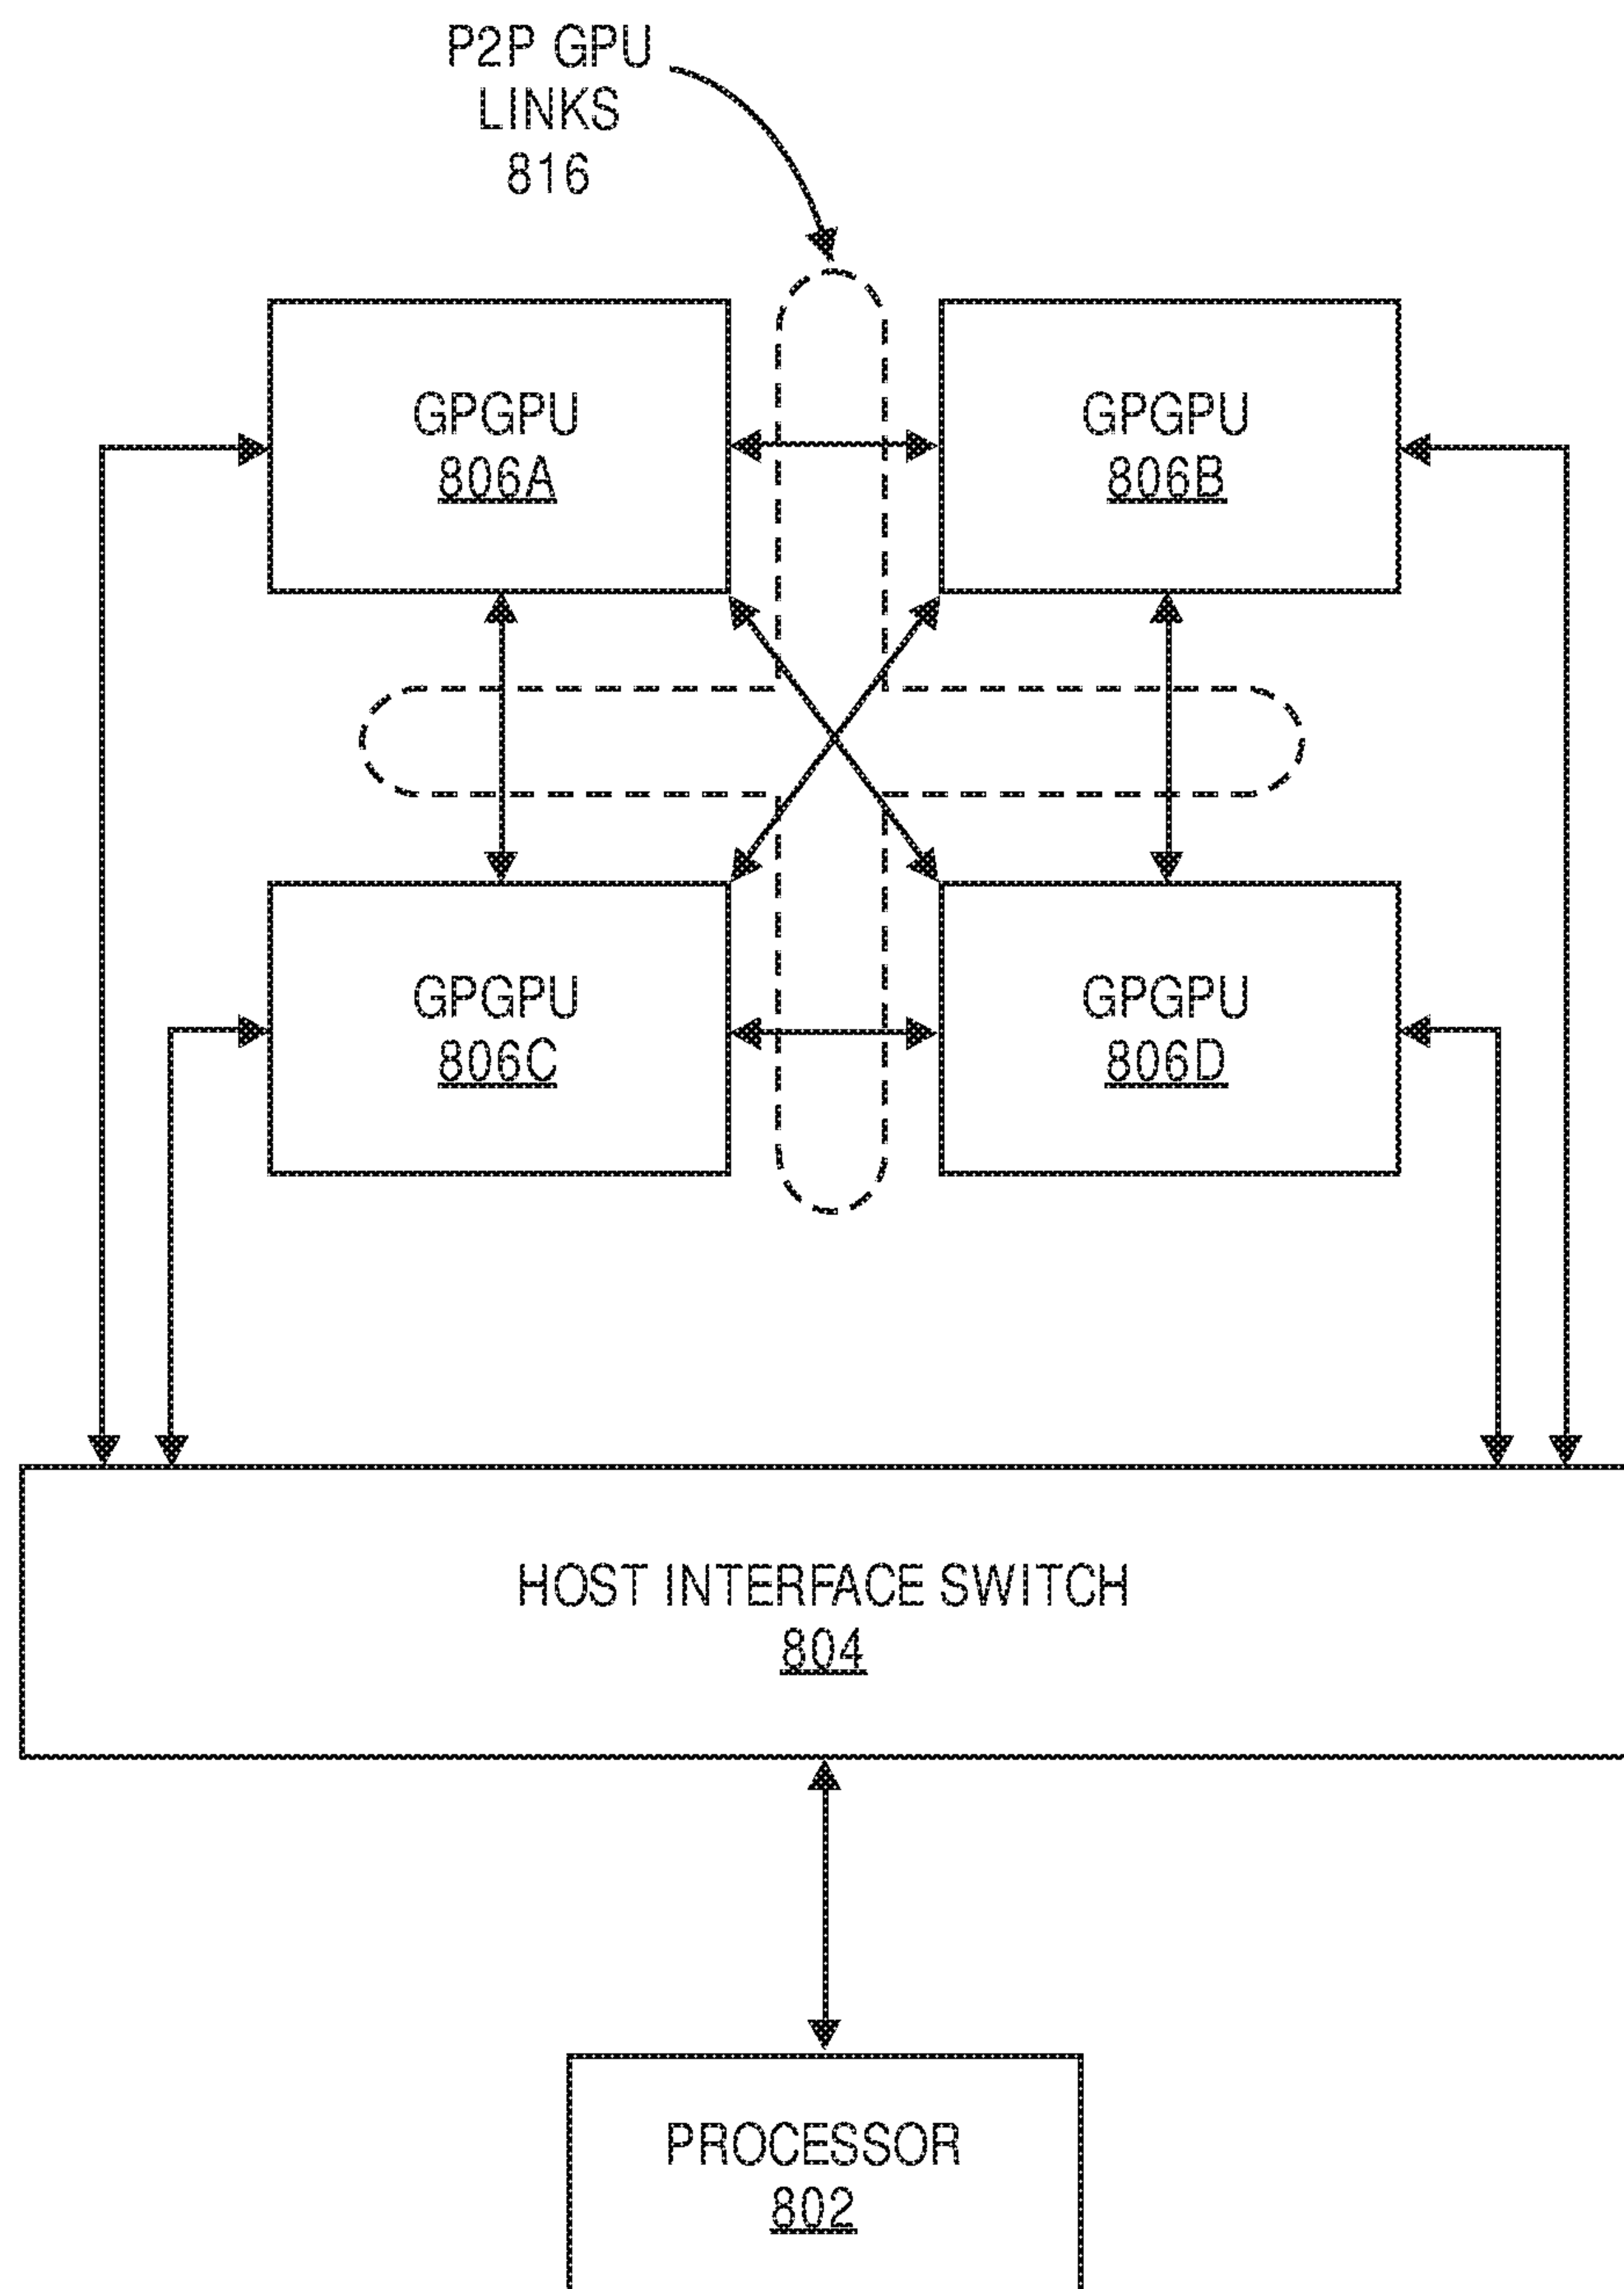 P2P GPU
LINKS
816
GPGPU
806A
GPGPU
806B
GPGPU
806C
GPGPU
806D
HOST INTERFACE SWITCH
804
PROCESSOR
802